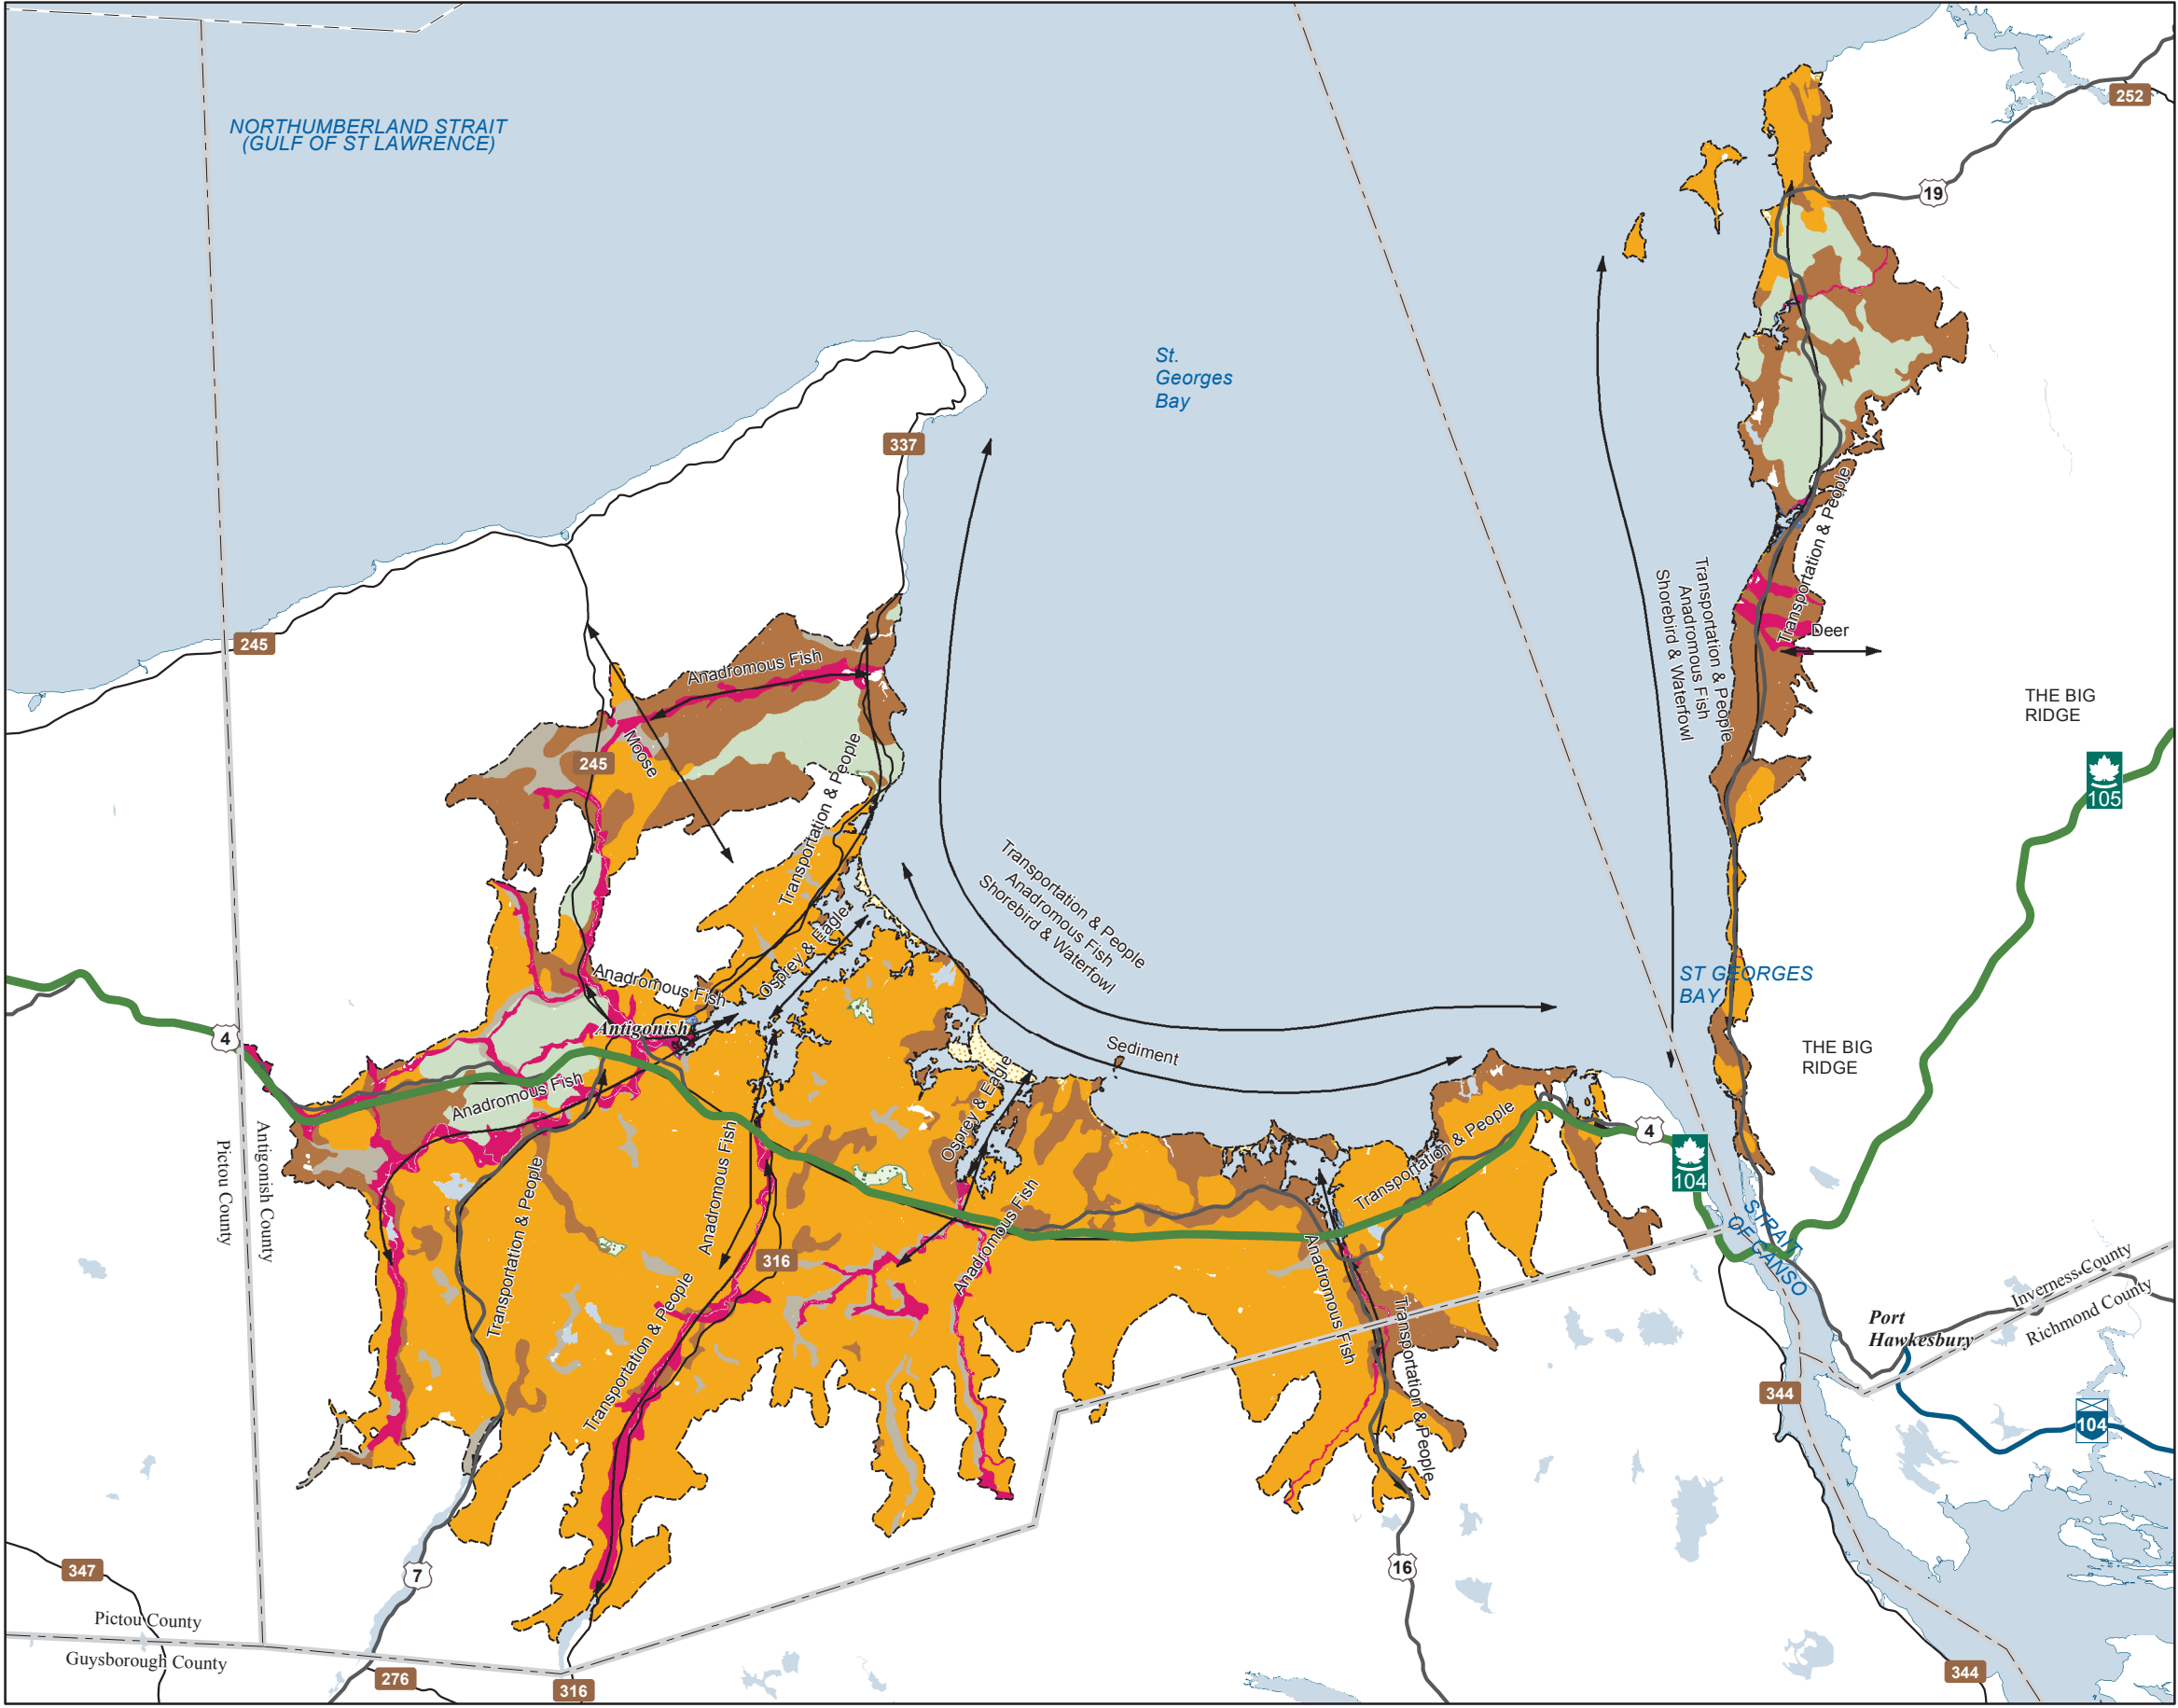 252
NORTHUMBERLAND STRAIT
(GULF OF ST LAWRENCE)
19
St.
Georges
Bay
337
Transportation & People
Transportation & People
Anadromous Fish
Shorebird & Waterfowl
Deer
245
Anadromous Fish
THE BIG
RIDGE
Moose
245
Transportation & People
105
Transportation & People
Anadromous Fish
Shorebird & Waterfowl
Osprey & Eagle
Anadromous Fish
ST GEORGES
BAY
Antigonish
4
Sediment
THE BIG
RIDGE
Osprey & Eagle
Anadromous Fish
4
104
Transportation & People
Pictou County
Antigonish County
Anadromous Fish
Transportation & People
Anadromous Fish
316
Transportation & People
Anadromous Fish
Transportation & People
STRAIT
OF CANSO
Inverness County
Richmond County
Port
Hawkesbury
344
104
347
7
16
Pictou County
Guysborough County
276
316
344